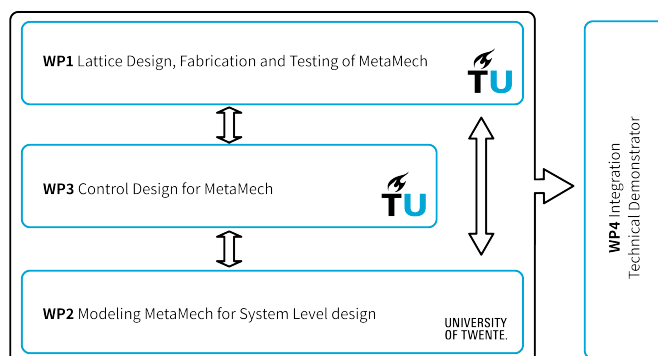 WP1 Lattice Design, Fabrication and Testing of MetaMech
TU
WP3 Control Design for MetaMech
TU
WP2 Modeling MetaMech for System Level design
UNIVERSITY
OF TWENTE.
WP4 Integration
Technical Demonstrator